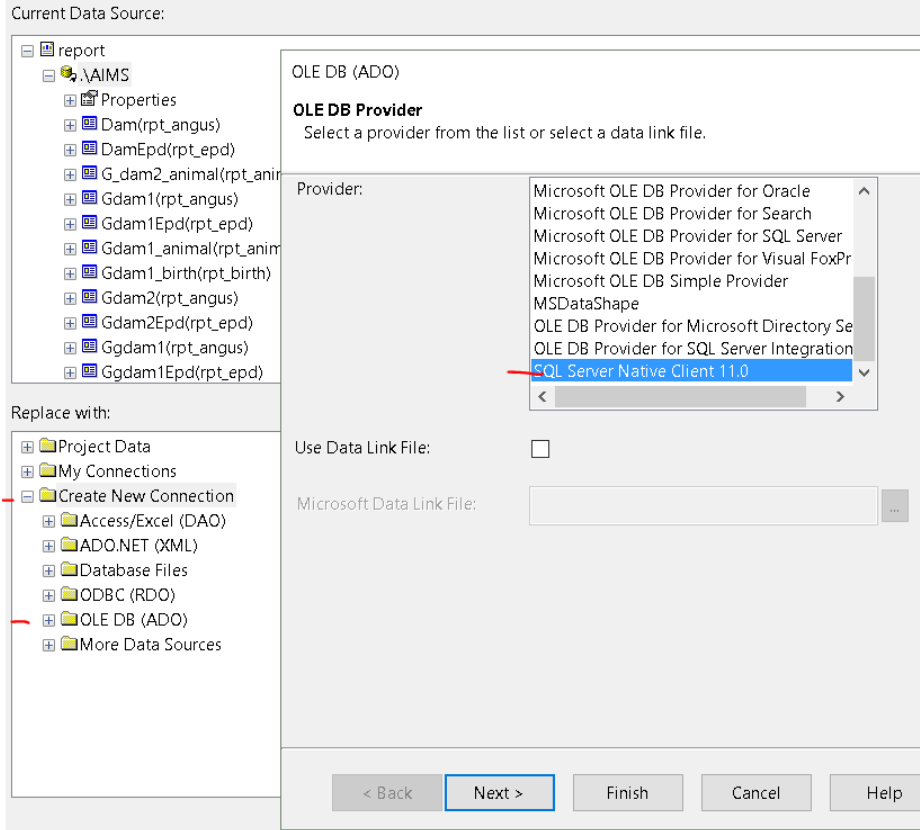 Current Data Source:
report
.\AIMS
Properties
Dam(rpt_angus)
DamEpd(rpt_epd)
G_dam2_animal(rpt_anir
Gdam1(rpt_angus)
Gdam1Epd(rpt_epd)
Gdam1_animal(rpt_anim
Gdam1_birth(rpt_birth)
Gdam2(rpt_angus)
Gdam2Epd(rpt_epd)
Ggdam1(rpt_angus)
Ggdam1Epd(rpt_epd)
Replace with:
Project Data
My Connections
Create New Connection
Access/Excel (DAO)
ADO.NET (XML)
Database Files
ODBC (RDO)
OLE DB (ADO)
More Data Sources
OLE DB (ADO)
OLE DB Provider
Select a provider from the list or select a data link file.
Provider:
Microsoft OLE DB Provider for Oracle
Microsoft OLE DB Provider for Search
Microsoft OLE DB Provider for SQL Server
Microsoft OLE DB Provider for Visual FoxPr
Microsoft OLE DB Simple Provider
MSDataShape
OLE DB Provider for Microsoft Directory Se
OLE DB Provider for SQL Server Integration
SQL Server Native Client 11.0
Use Data Link File:
Microsoft Data Link File:
...
< Back Next > Finish Cancel Help